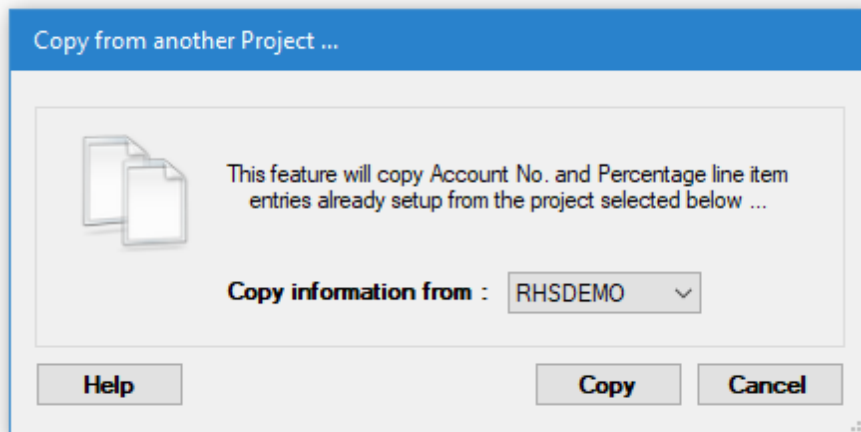 Copy from another Project ...
This feature will copy Account No. and Percentage line item
entries already setup from the project selected below ...
Copy information from :  RHSDEMO
Help Copy Cancel